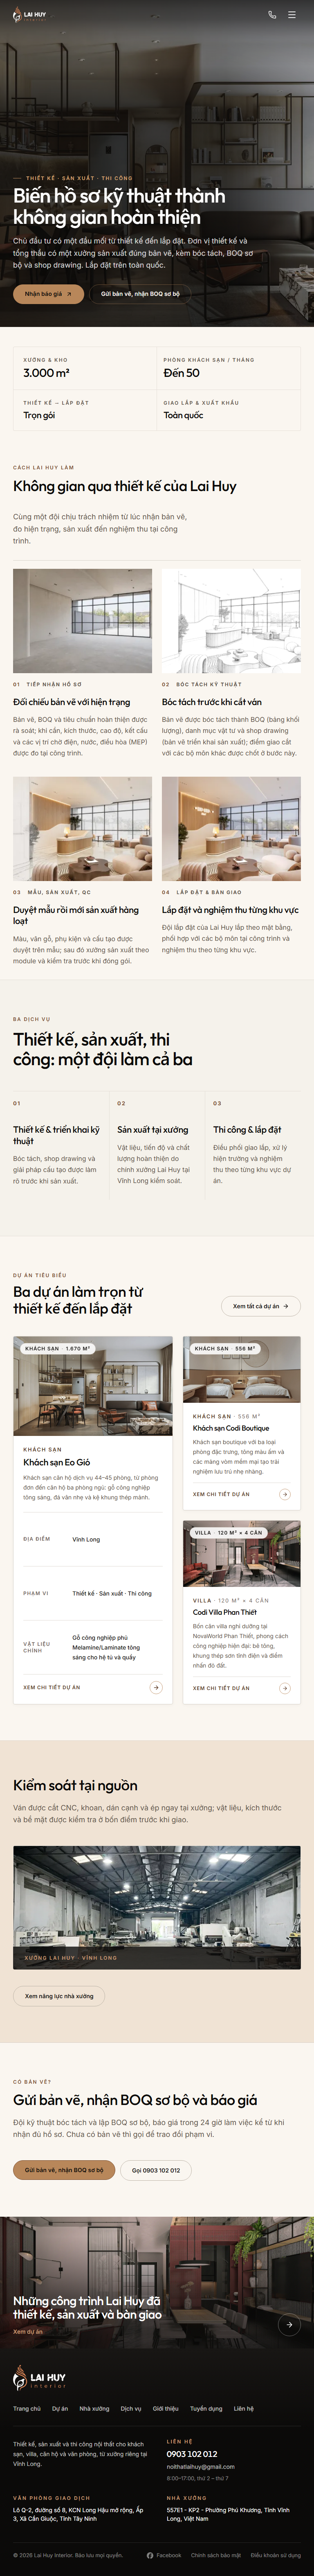 LAI HUY
interior
THIẾT KẾ · SẢN XUẤT · THI CÔNG
Biến hồ sơ kỹ thuật thành
không gian hoàn thiện
Chủ đầu tư có một đầu mối từ thiết kế đến lắp đặt. Đơn vị thiết kế và
tổng thầu có một xưởng sản xuất đúng bản vẽ, kèm bóc tách, BOQ sơ
bộ và shop drawing. Lắp đặt trên toàn quốc.
Nhận báo giá
Gửi bản vẽ, nhận BOQ sơ bộ
XƯỞNG & KHO
3.000 m²
PHÒNG KHÁCH SẠN / THÁNG
Đến 50
THIẾT KẾ — LẮP ĐẶT
Trọn gói
GIAO LẮP & XUẤT KHẨU
Toàn quốc
CÁCH LAI HUY LÀM
Không gian qua thiết kế của Lai Huy
Cùng một đội chịu trách nhiệm từ lúc nhận bản vẽ,
đo hiện trạng, sản xuất đến nghiệm thu tại công
trình.
01 TIẾP NHẬN HỒ SƠ
Đối chiếu bản vẽ với hiện trạng
Bản vẽ, BOQ và tiêu chuẩn hoàn thiện được
rà soát; khi cần, kích thước, cao độ, kết cấu
và các vị trí chờ điện, nước, điều hòa (MEP)
được đo tại công trình.
02 BÓC TÁCH KỸ THUẬT
Bóc tách trước khi cắt ván
Bản vẽ được bóc tách thành BOQ (bảng khối
lượng), danh mục vật tư và shop drawing
(bản vẽ triển khai sản xuất); điểm giao cắt
với các bộ môn khác được chốt ở bước này.
03 MẪU, SẢN XUẤT, QC
Duyệt mẫu rồi mới sản xuất hàng
loạt
Màu, vân gỗ, phụ kiện và cấu tạo được
duyệt trên mẫu; sau đó xưởng sản xuất theo
module và kiểm tra trước khi đóng gói.
04 LẮP ĐẶT & BÀN GIAO
Lắp đặt và nghiệm thu từng khu vực
Đội lắp đặt của Lai Huy lắp theo mặt bằng,
phối hợp với các bộ môn tại công trình và
nghiệm thu theo từng khu vực.
BA DỊCH VỤ
Thiết kế, sản xuất, thi
công: một đội làm cả ba
01
Thiết kế & triển khai kỹ
thuật
Bóc tách, shop drawing và
giải pháp cấu tạo được làm
rõ trước khi sản xuất.
02
Sản xuất tại xưởng
Vật liệu, tiến độ và chất
lượng hoàn thiện do
chính xưởng Lai Huy tại
Vĩnh Long kiểm soát.
03
Thi công & lắp đặt
Điều phối giao lắp, xử lý
hiện trường và nghiệm
thu theo từng khu vực dự
án.
DỰ ÁN TIÊU BIỂU
Ba dự án làm trọn từ
thiết kế đến lắp đặt
Xem tất cả dự án
KHÁCH SẠN · 1.670 M²
KHÁCH SẠN
Khách sạn Eo Gió
Khách sạn căn hộ dịch vụ 44–45 phòng, từ phòng
đơn đến căn hộ ba phòng ngủ: gỗ công nghiệp
tông sáng, đá vân nhẹ và kệ khung thép mảnh.
ĐỊA ĐIỂM
Vĩnh Long
PHẠM VI
Thiết kế · Sản xuất · Thi công
VẬT LIỆU
CHÍNH
Gỗ công nghiệp phủ
Melamine/Laminate tông
sáng cho hệ tủ và quầy
XEM CHI TIẾT DỰ ÁN
KHÁCH SẠN · 556 M²
KHÁCH SẠN · 556 M²
Khách sạn Codi Boutique
Khách sạn boutique với ba loại
phòng đặc trưng, tông màu ấm và
các mảng vòm mềm mại tạo trải
nghiệm lưu trú nhẹ nhàng.
XEM CHI TIẾT DỰ ÁN
VILLA · 120 M² × 4 CĂN
VILLA · 120 M² × 4 CĂN
Codi Villa Phan Thiết
Bốn căn villa nghỉ dưỡng tại
NovaWorld Phan Thiết, phong cách
công nghiệp hiện đại: bê tông,
khung thép sơn tĩnh điện và điểm
nhấn đỏ đất.
XEM CHI TIẾT DỰ ÁN
Kiểm soát tại nguồn
Ván được cắt CNC, khoan, dán cạnh và ép ngay tại xưởng; vật liệu, kích thước
và bề mặt được kiểm tra ở bốn điểm trước khi giao.
XƯỞNG LAI HUY · VĨNH LONG
Xem năng lực nhà xưởng
CÓ BẢN VẼ?
Gửi bản vẽ, nhận BOQ sơ bộ và báo giá
Đội kỹ thuật bóc tách và lập BOQ sơ bộ, báo giá trong 24 giờ làm việc kể từ khi
nhận đủ hồ sơ. Chưa có bản vẽ thì gọi để trao đổi phạm vi.
Gửi bản vẽ, nhận BOQ sơ bộ
Gọi 0903 102 012
Những công trình Lai Huy đã
thiết kế, sản xuất và bàn giao
Xem dự án
LAI HUY
interior
Trang chủ Dự án Nhà xưởng Dịch vụ Giới thiệu Tuyển dụng Liên hệ
Thiết kế, sản xuất và thi công nội thất cho khách
sạn, villa, căn hộ và văn phòng, từ xưởng riêng tại
Vĩnh Long.
LIÊN HỆ
0903 102 012
noithatlaihuy@gmail.com
8:00–17:00, thứ 2 – thứ 7
VĂN PHÒNG GIAO DỊCH
Lô Q-2, đường số 8, KCN Long Hậu mở rộng, Ấp
3, Xã Cần Giuộc, Tỉnh Tây Ninh
NHÀ XƯỞNG
557E1 - KP2 - Phường Phú Khương, Tỉnh Vĩnh
Long, Việt Nam
© 2026 Lai Huy Interior. Bảo lưu mọi quyền.
Facebook Chính sách bảo mật Điều khoản sử dụng